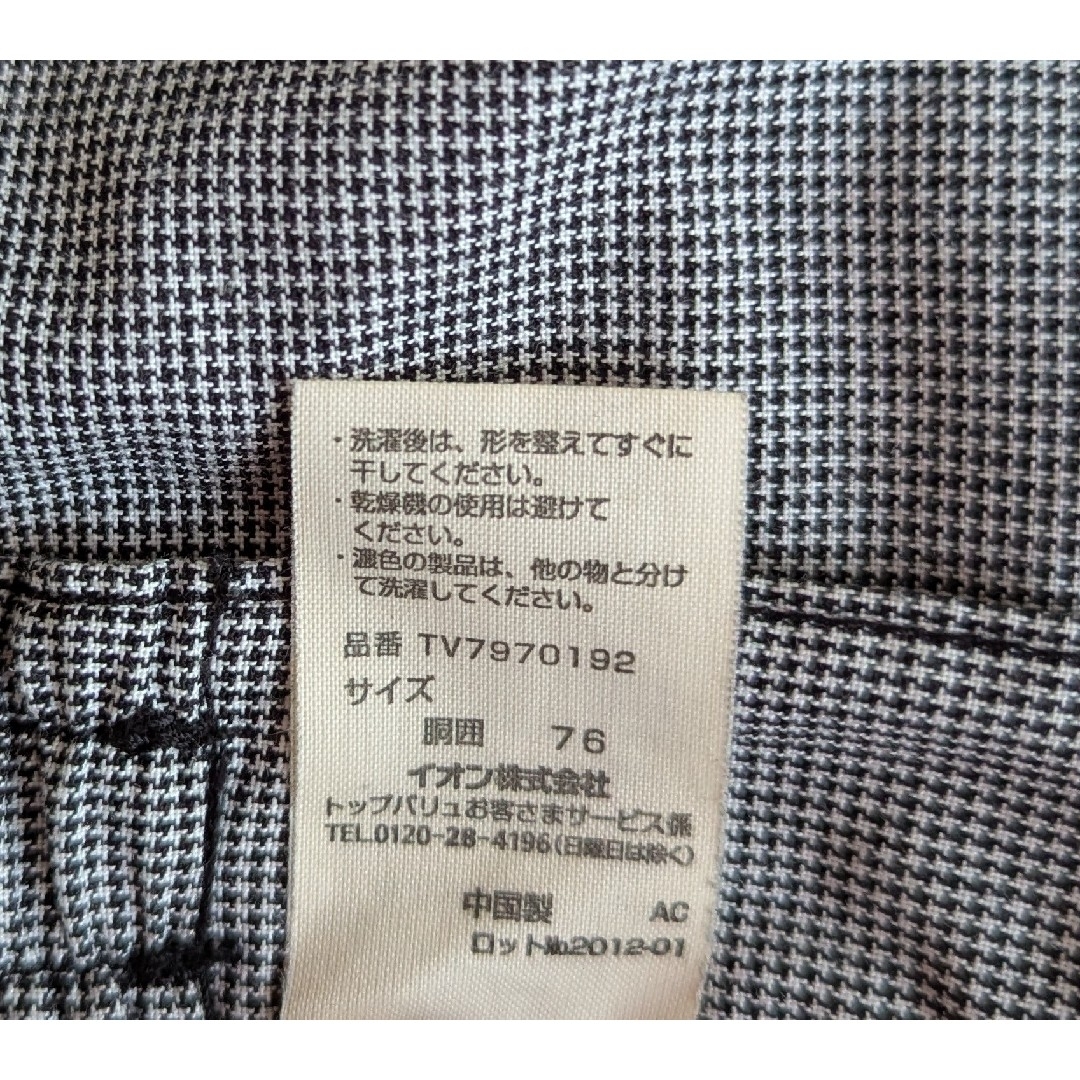 ・洗濯後は、形を整えてすぐに
干してください。
・乾燥機の使用は避けて
ください。
・濃色の製品は、他の物と分け
て洗濯してください。
品番 TV7970192
サイズ
胴囲 76
イオン株式会社
トップバリュお客さまサービス係
TEL.0120-28-4196(日曜日は除く)
中国製 AC
ロット№2012-01